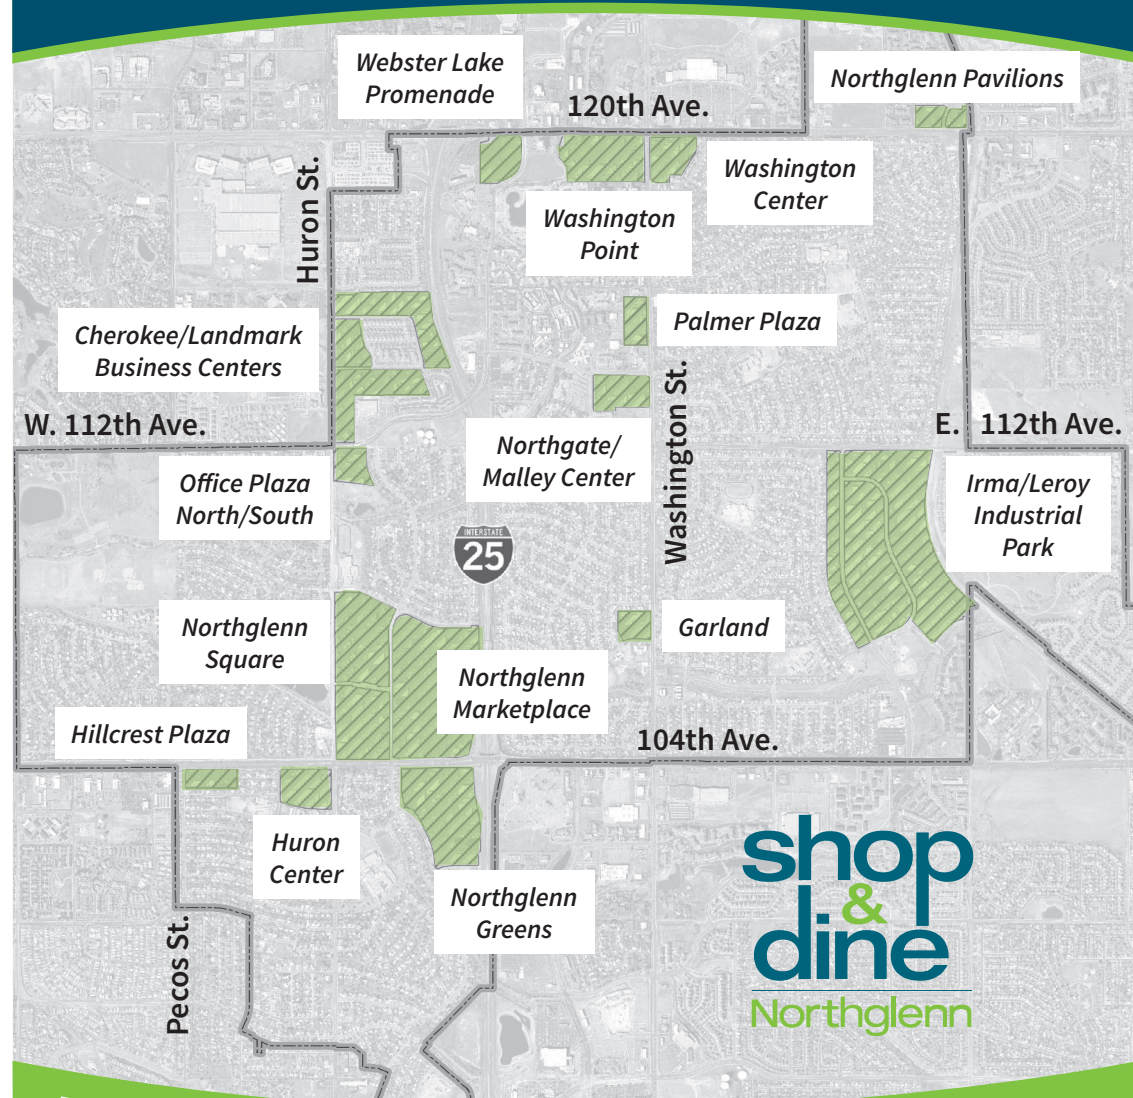 Webster Lake
Promenade
120th Ave.
Northglenn Pavilions
Huron St.
Washington
Center
Washington
Point
Cherokee/Landmark
Business Centers
Palmer Plaza
W. 112th Ave.
Washington St.
E. 112th Ave.
Northgate/
Malley Center
Office Plaza
North/South
Irma/Leroy
Industrial
Park
INTERSTATE
25
Northglenn
Square
Garland
Northglenn
Marketplace
Hillcrest Plaza
104th Ave.
Huron
Center
Northglenn
Greens
Pecos St.
shop
&
dine
Northglenn